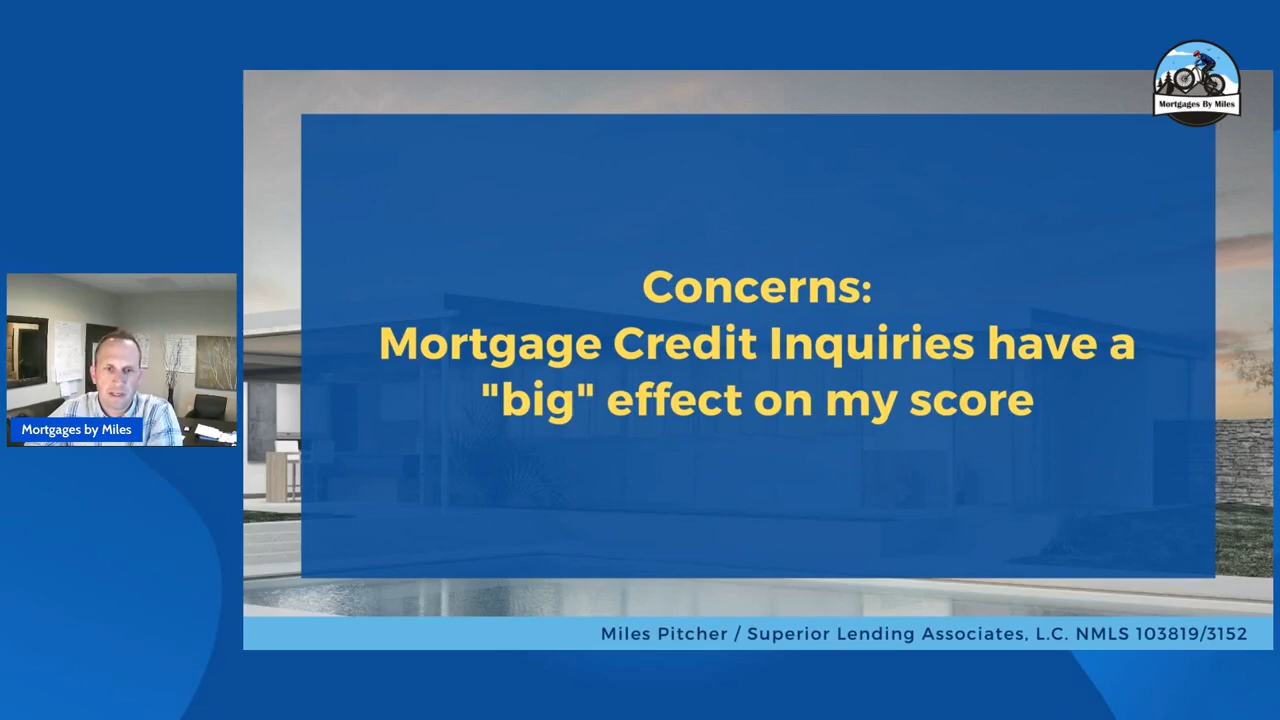 Mortgages By Miles
Concerns:
Mortgage Credit Inquiries have a
"big" effect on my score
Mortgages by Miles
Miles Pitcher / Superior Lending Associates, L.C. NMLS 103819/3152